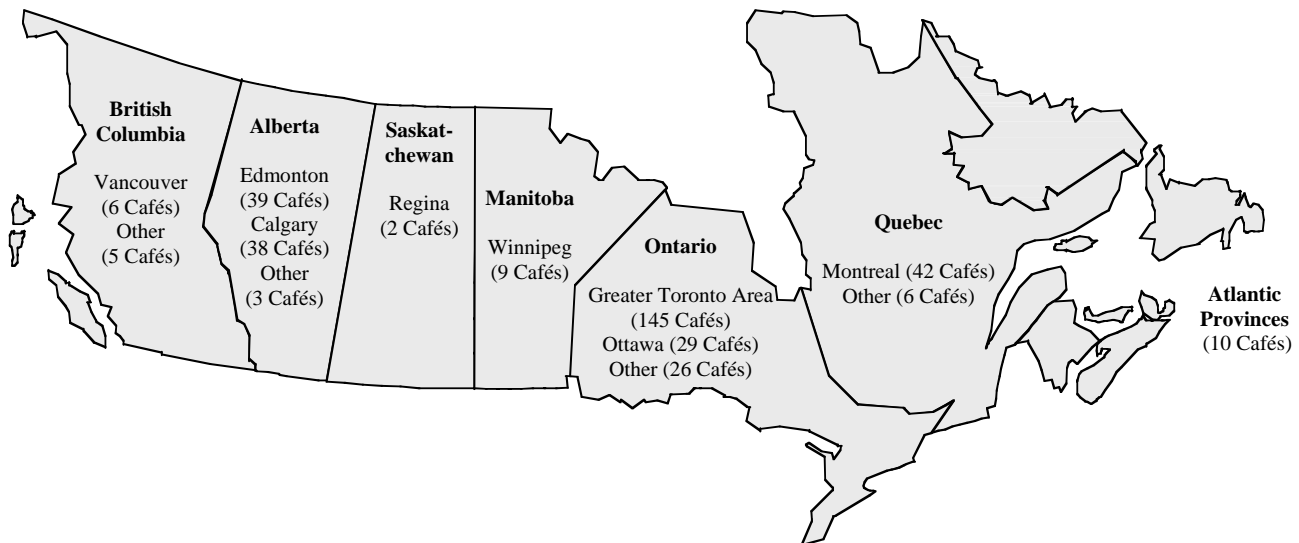 British
Columbia
Vancouver
(6 Cafés)
Other
(5 Cafés)
Alberta
Edmonton
(39 Cafés)
Calgary
(38 Cafés)
Other
(3 Cafés)
Saskat-
chewan
Regina
(2 Cafés)
Manitoba
Winnipeg
(9 Cafés)
Ontario
Greater Toronto Area
(145 Cafés)
Ottawa (29 Cafés)
Other (26 Cafés)
Quebec
Montreal (42 Cafés)
Other (6 Cafés)
Atlantic
Provinces
(10 Cafés)